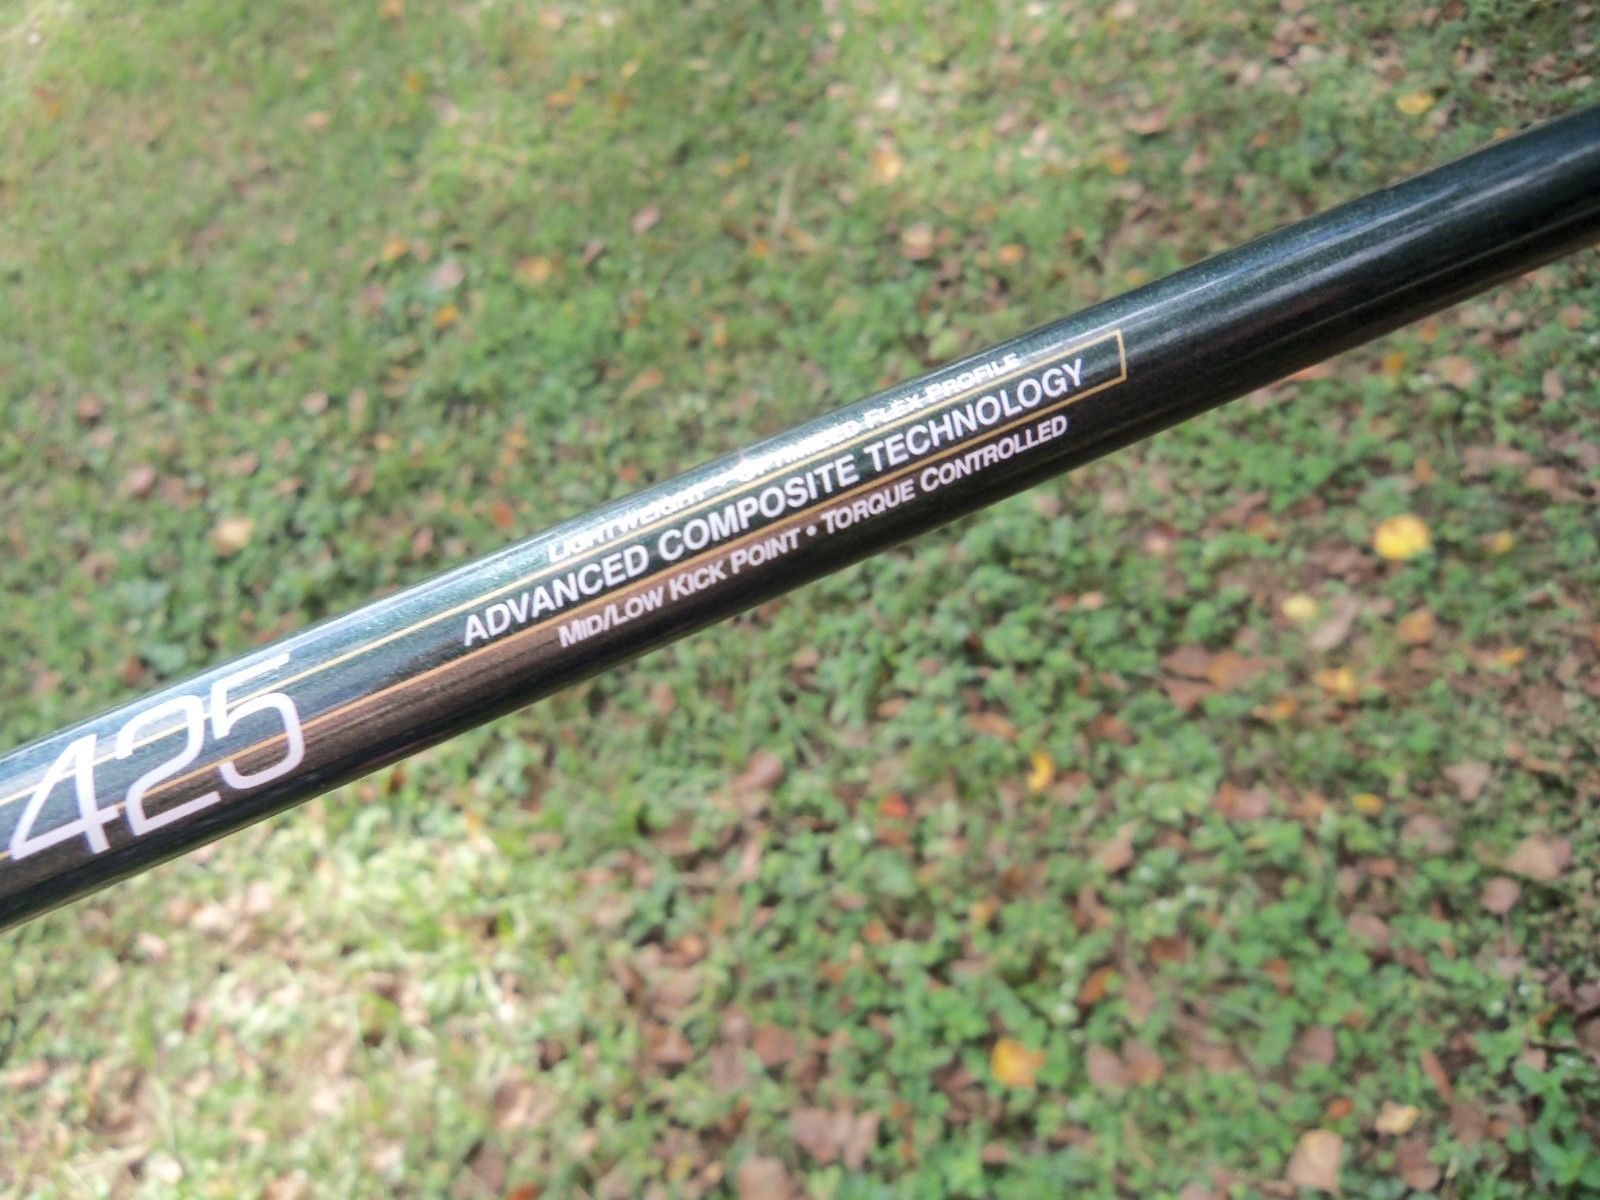 425
LIGHTWEIGHT • OPTIMIZED FLEX PROFILE
ADVANCED COMPOSITE TECHNOLOGY
MID/LOW KICK POINT • TORQUE CONTROLLED